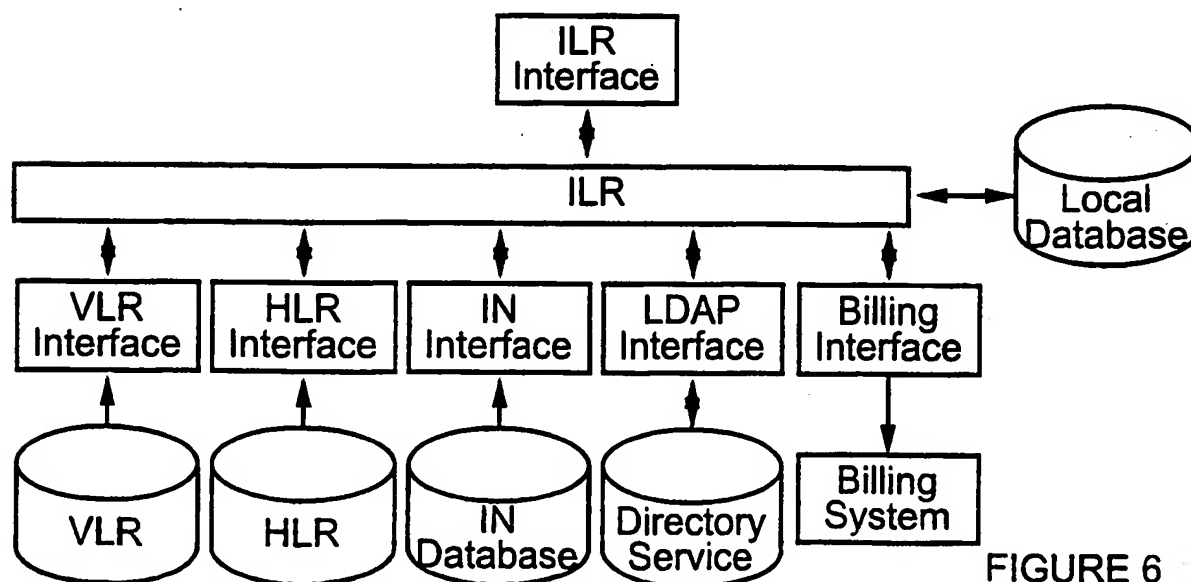 ILR
Interface
ILR
Local
Database
VLR
Interface
HLR
Interface
IN
Interface
LDAP
Interface
Billing
Interface
VLR
HLR
IN
Database
Directory
Service
Billing
System
FIGURE 6